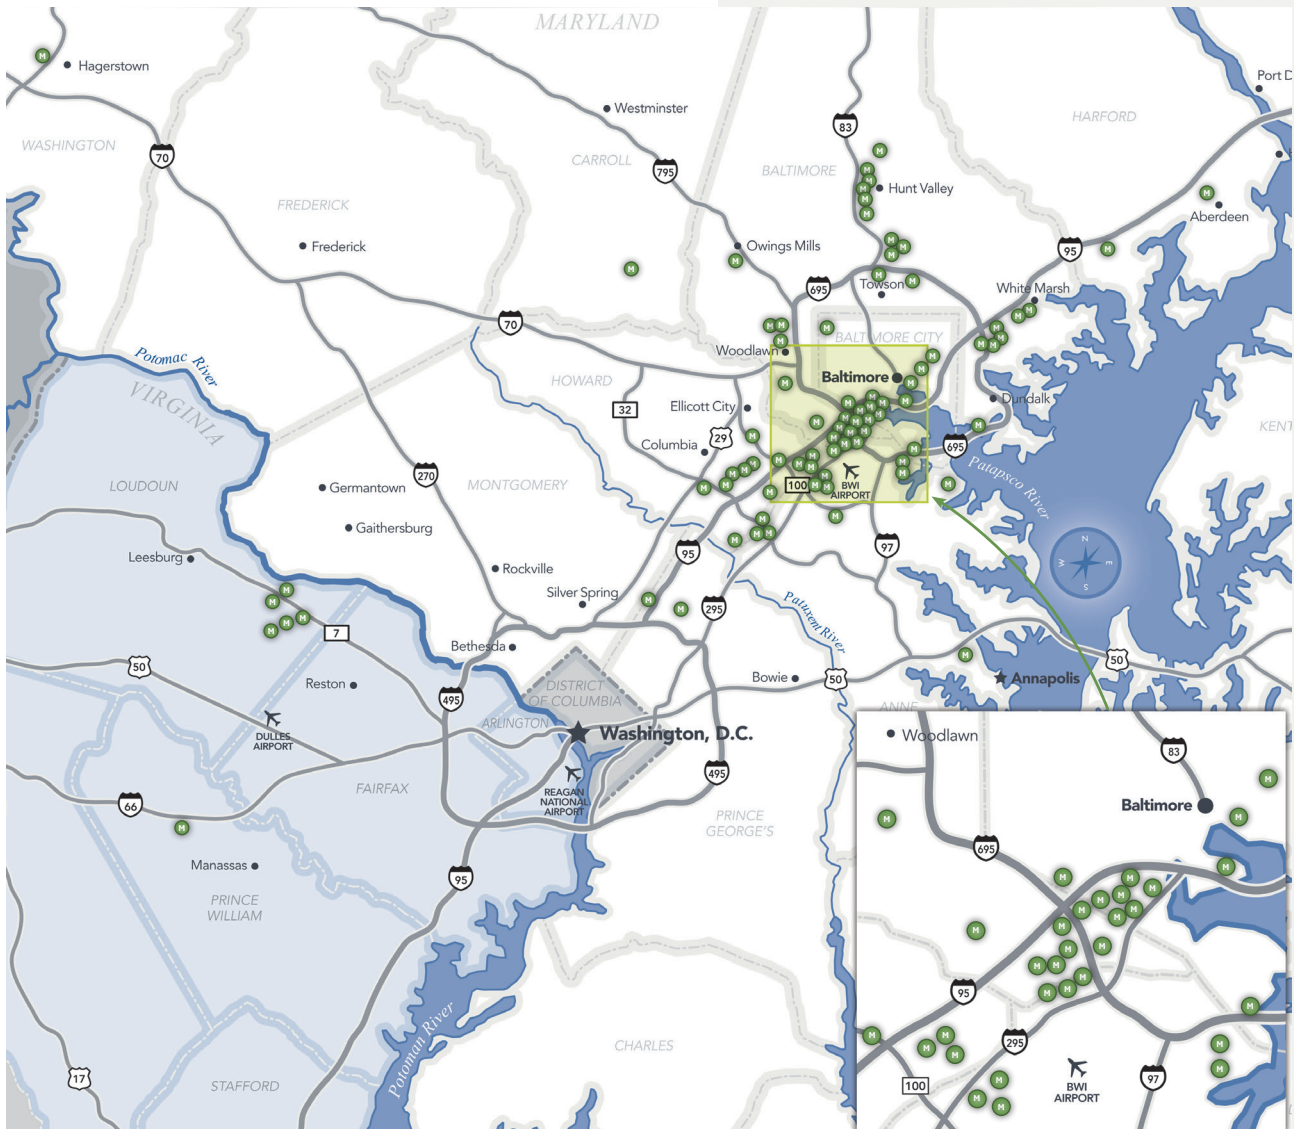 MARYLAND
M
Hagerstown
Port D
Westminster
HARFORD
83
WASHINGTON
70
CARROLL
795
BALTIMORE
Hunt Valley
FREDERICK
Aberdeen
Frederick
Owings Mills
95
695
Towson
White Marsh
70
BALTIMORE CITY
Potomac River
Woodlawn
VIRGINIA
HOWARD
Baltimore
32
Ellicott City
Dundalk
29
KENT
Columbia
695
Patapsco River
270
LOUDOUN
Germantown
MONTGOMERY
100
BWI
AIRPORT
Gaithersburg
N
W
E
S
95
97
Leesburg
Rockville
Silver Spring
295
Patuxent River
7
Bethesda
50
50
Reston
495
DISTRICT
OF COLUMBIA
Bowie
50
Annapolis
ARLINGTON
ANNE
DULLES
AIRPORT
Washington, D.C.
Woodlawn
83
495
REAGAN
NATIONAL
AIRPORT
FAIRFAX
66
PRINCE
GEORGE'S
Baltimore
695
Manassas
95
PRINCE
WILLIAM
95
Potoman River
295
CHARLES
17
STAFFORD
100
BWI
AIRPORT
97